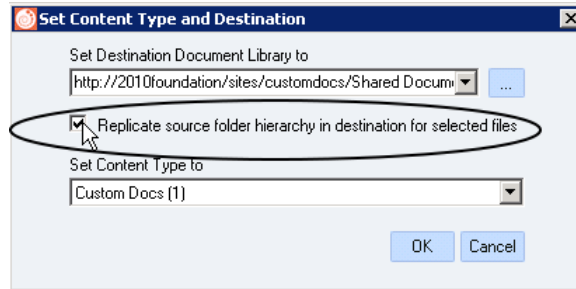 Set Content Type and Destination
Set Destination Document Library to
http://2010foundation/sites/customdocs/Shared Docum
...
Replicate source folder hierarchy in destination for selected files
Set Content Type to
Custom Docs (1)
OK Cancel